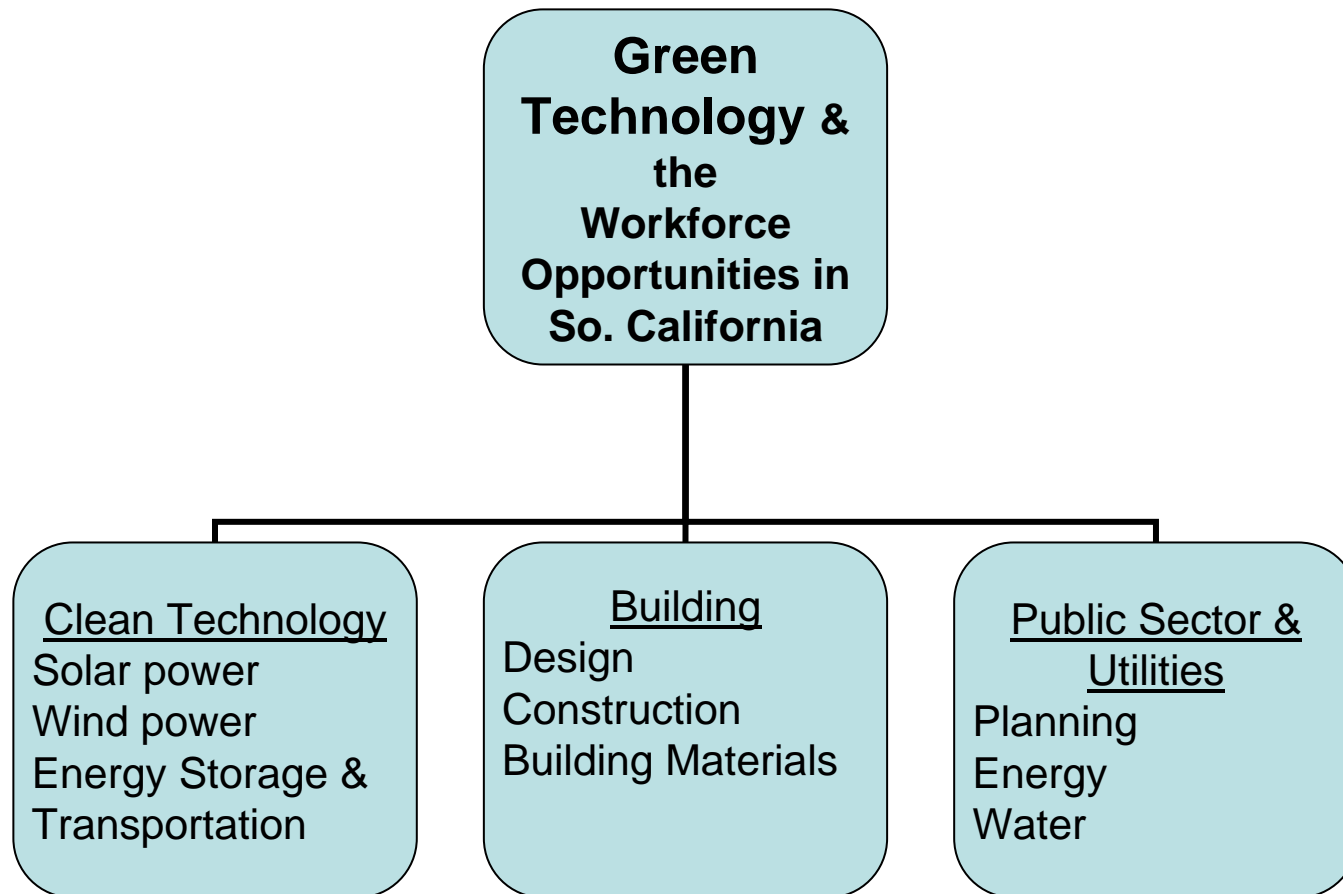 Green
Technology &
the
Workforce
Opportunities in
So. California
Clean Technology
Solar power
Wind power
Energy Storage &
Transportation
Building
Design
Construction
Building Materials
Public Sector &
Utilities
Planning
Energy
Water